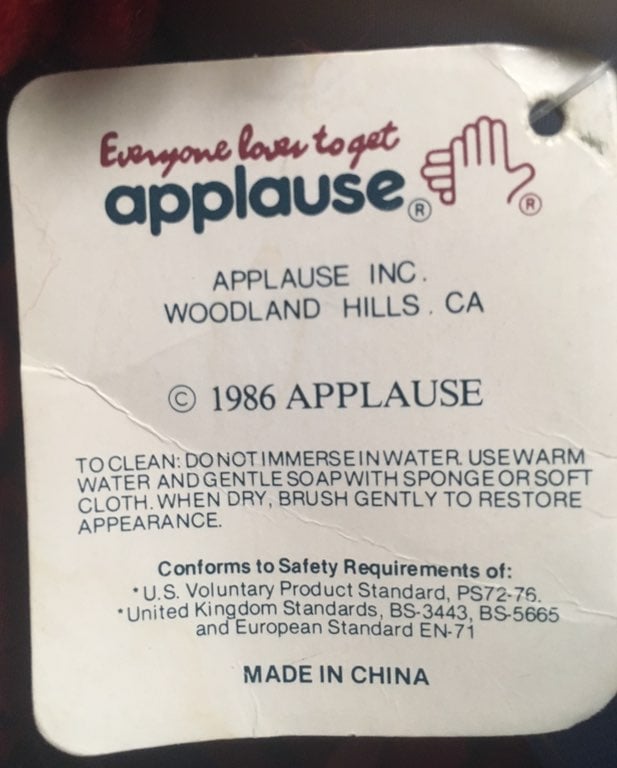 Everyone loves to get
applause® ®
APPLAUSE INC.
WOODLAND HILLS. CA
© 1986 APPLAUSE
TO CLEAN: DO NOT IMMERSE IN WATER. USE WARM
WATER AND GENTLE SOAP WITH SPONGE OR SOFT
CLOTH. WHEN DRY, BRUSH GENTLY TO RESTORE
APPEARANCE.
Conforms to Safety Requirements of:
*U.S. Voluntary Product Standard, PS72-76.
*United Kingdom Standards, BS-3443, BS-5665
and European Standard EN-71
MADE IN CHINA